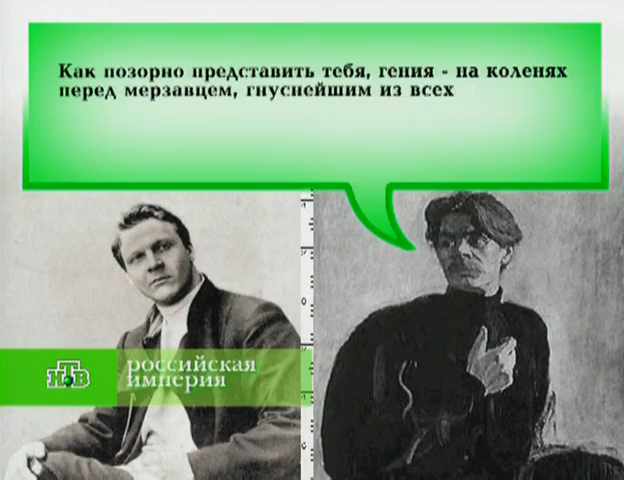 Как позорно представить тебя, гения - на коленях
перед мерзавцем, гнуснейшим из всех
НТВ
российская
империя